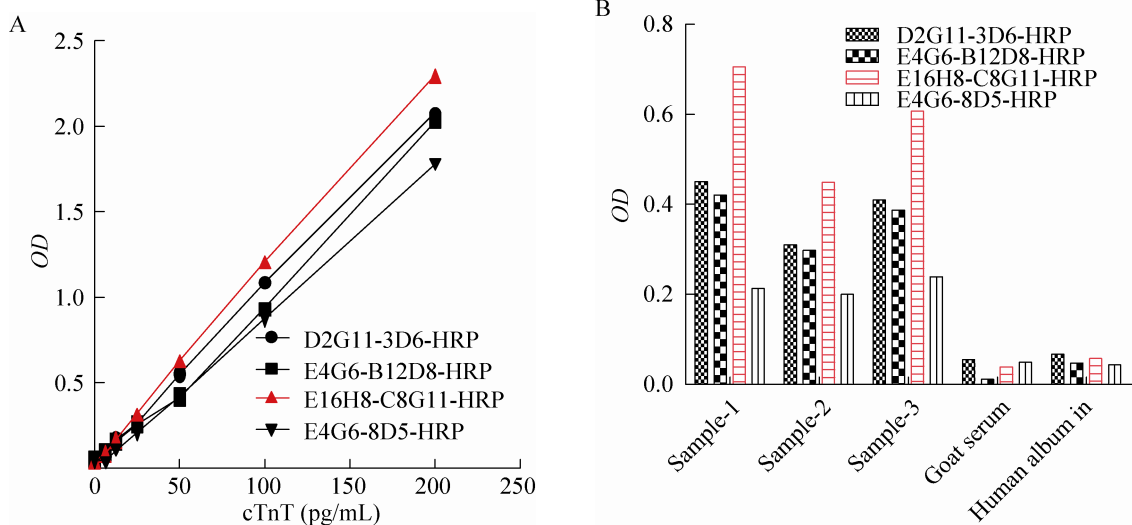 A
OD
2.5
2.0
1.5
1.0
0.5
0
50
100
150
200
250
cTnT (pg/mL)
D2G11-3D6-HRP
E4G6-B12D8-HRP
E16H8-C8G11-HRP
E4G6-8D5-HRP
B
OD
0.8
0.6
0.4
0.2
0.0
D2G11-3D6-HRP
E4G6-B12D8-HRP
E16H8-C8G11-HRP
E4G6-8D5-HRP
Sample-1
Sample-2
Sample-3
Goat serum
Human album in